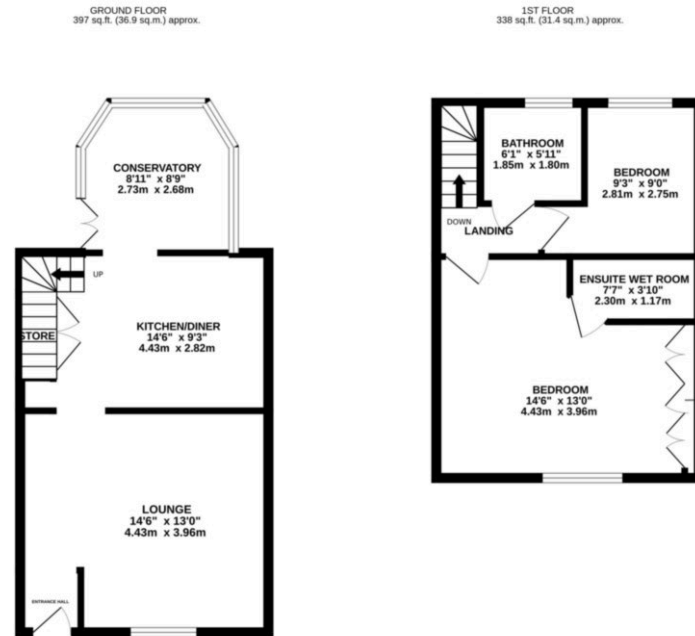 GROUND FLOOR
397 sq.ft. (36.9 sq.m.) approx.
CONSERVATORY
8'11" x 8'9"
2.73m x 2.68m
UP
KITCHEN/DINER
14'6" x 9'3"
4.43m x 2.82m
STORE
LOUNGE
14'6" x 13'0"
4.43m x 3.96m
ENTRANCE HALL
1ST FLOOR
338 sq.ft. (31.4 sq.m.) approx.
BATHROOM
6'1" x 5'11"
1.85m x 1.80m
BEDROOM
9'3" x 9'0"
2.81m x 2.75m
DOWN
LANDING
ENSUITE WET ROOM
7'7" x 3'10"
2.30m x 1.17m
BEDROOM
14'6" x 13'0"
4.43m x 3.96m